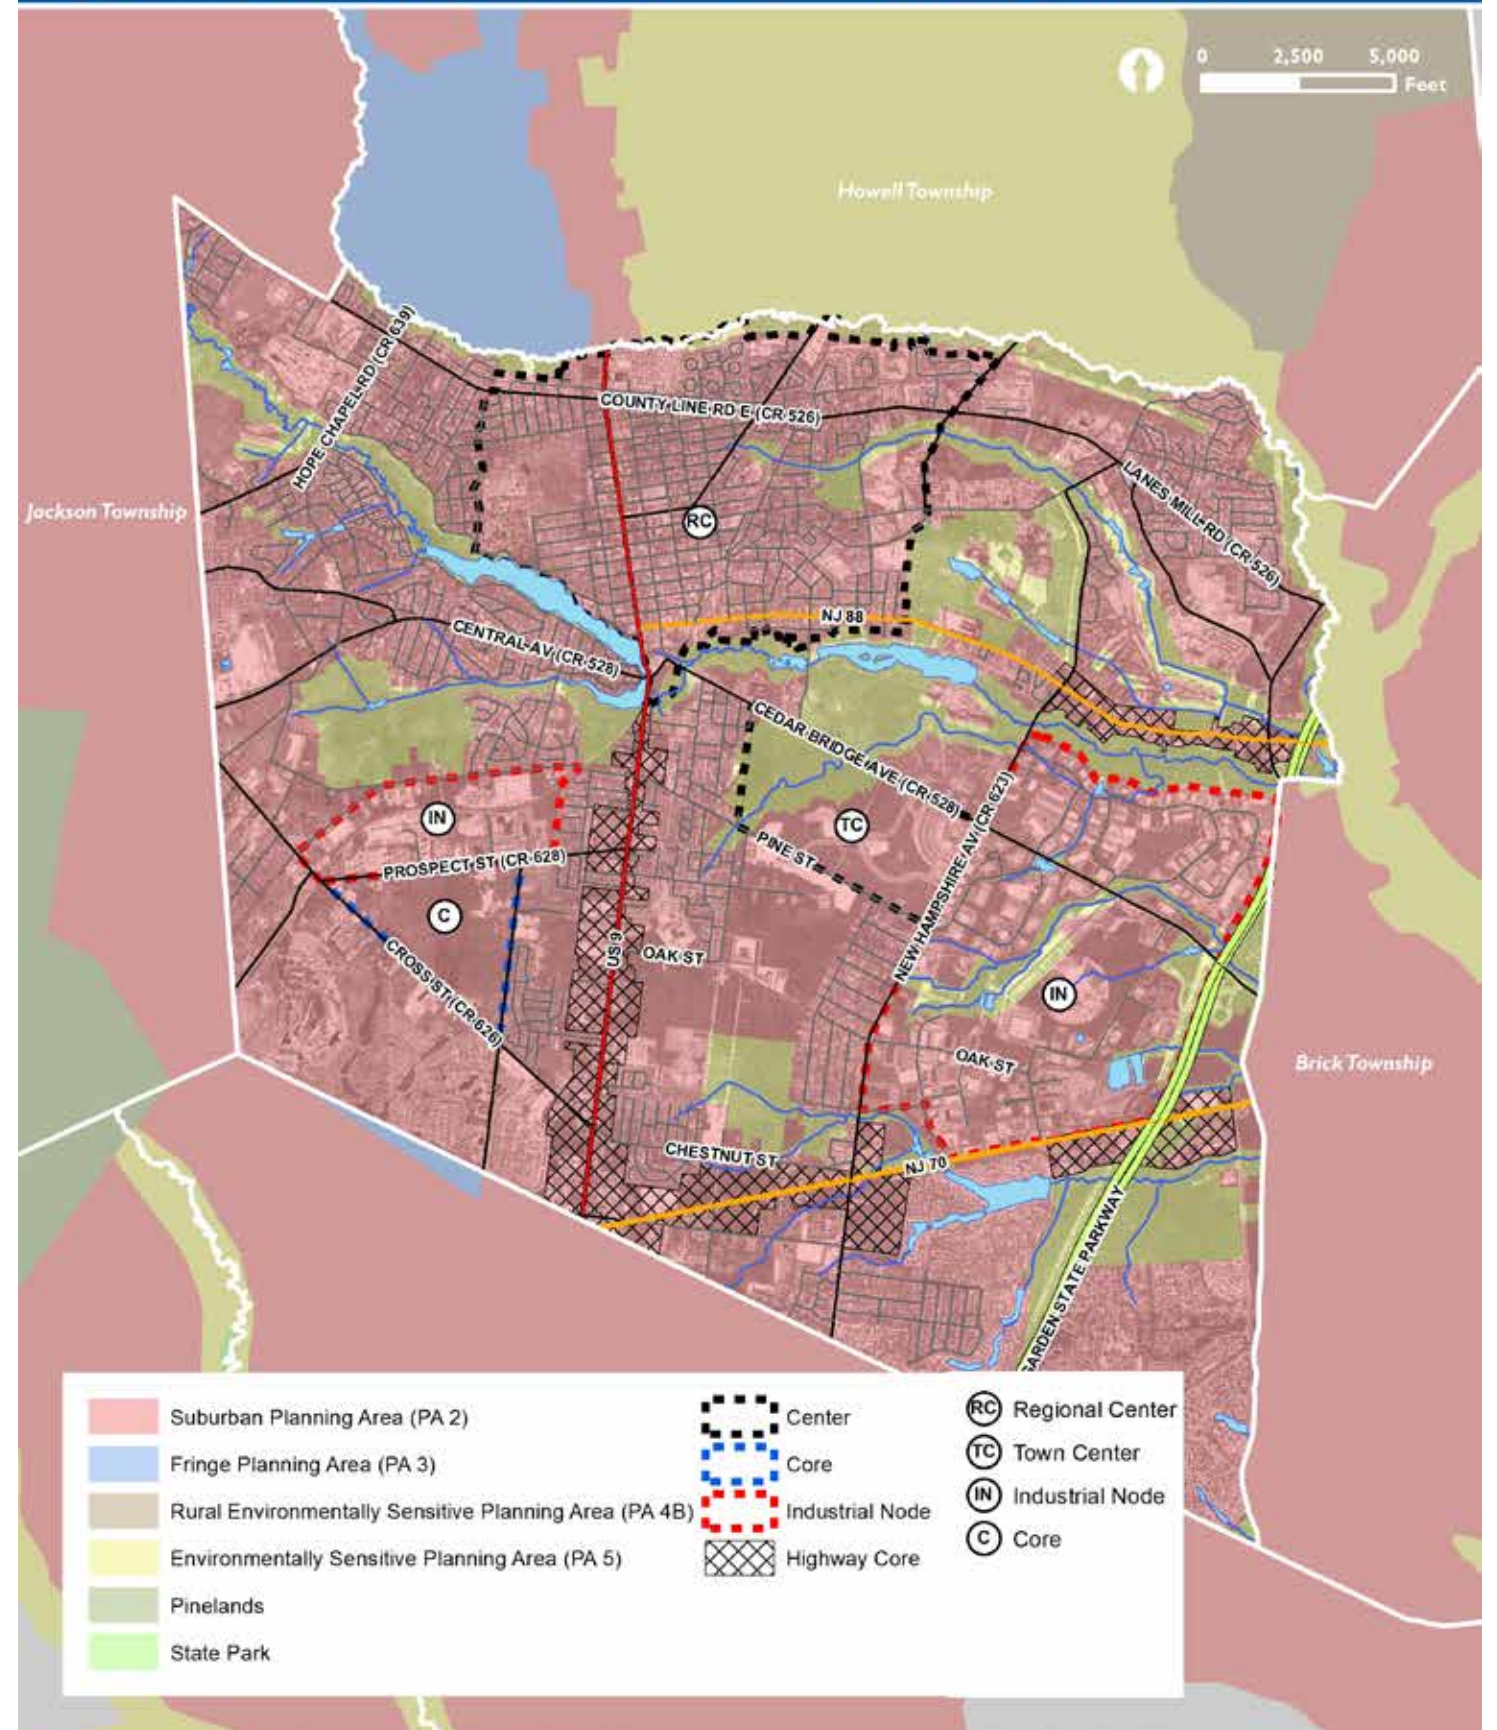 0 2,500 5,000
Feet
Howell Township
HOPE CHAPEL RD (CR 639)
COUNTY LINE RD E (CR 526)
LANES MILL RD (CR 526)
Jackson Township
RC
NJ 88
CENTRAL AV (CR 528)
CEDAR BRIDGE AVE (CR 528)
NEW HAMPSHIRE AV (CR 623)
IN
TC
PINE ST
PROSPECT ST (CR 628)
C
CROSS ST (CR 626)
US 9
OAK ST
IN
OAK ST
Brick Township
CHESTNUT ST
NJ 70
GARDEN STATE PARKWAY
Suburban Planning Area (PA 2)
Fringe Planning Area (PA 3)
Rural Environmentally Sensitive Planning Area (PA 4B)
Environmentally Sensitive Planning Area (PA 5)
Pinelands
State Park
Center
Core
Industrial Node
Highway Core
RC Regional Center
TC Town Center
IN Industrial Node
C Core